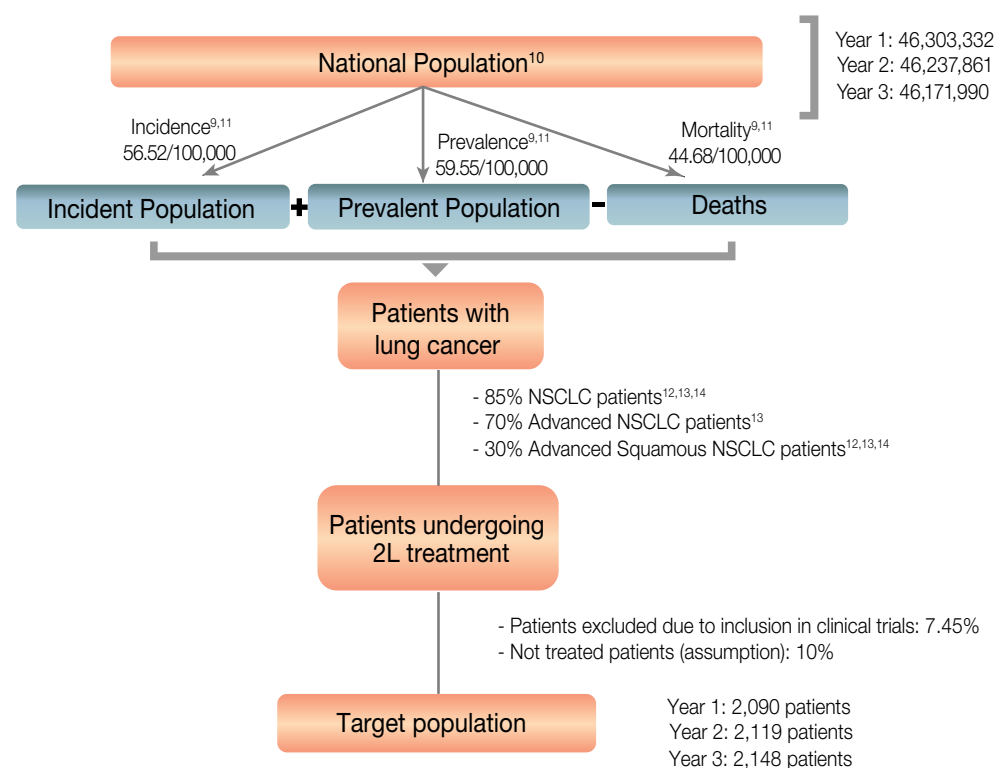 National Population10
Year 1: 46,303,332
Year 2: 46,237,861
Year 3: 46,171,990
Incidence9,11
56.52/100,000
Prevalence9,11
59.55/100,000
Mortality9,11
44.68/100,000
Incident Population
+
Prevalent Population
-
Deaths
Patients with
lung cancer
- 85% NSCLC patients12,13,14
- 70% Advanced NSCLC patients13
- 30% Advanced Squamous NSCLC patients12,13,14
Patients undergoing
2L treatment
- Patients excluded due to inclusion in clinical trials: 7.45%
- Not treated patients (assumption): 10%
Target population
Year 1: 2,090 patients
Year 2: 2,119 patients
Year 3: 2,148 patients